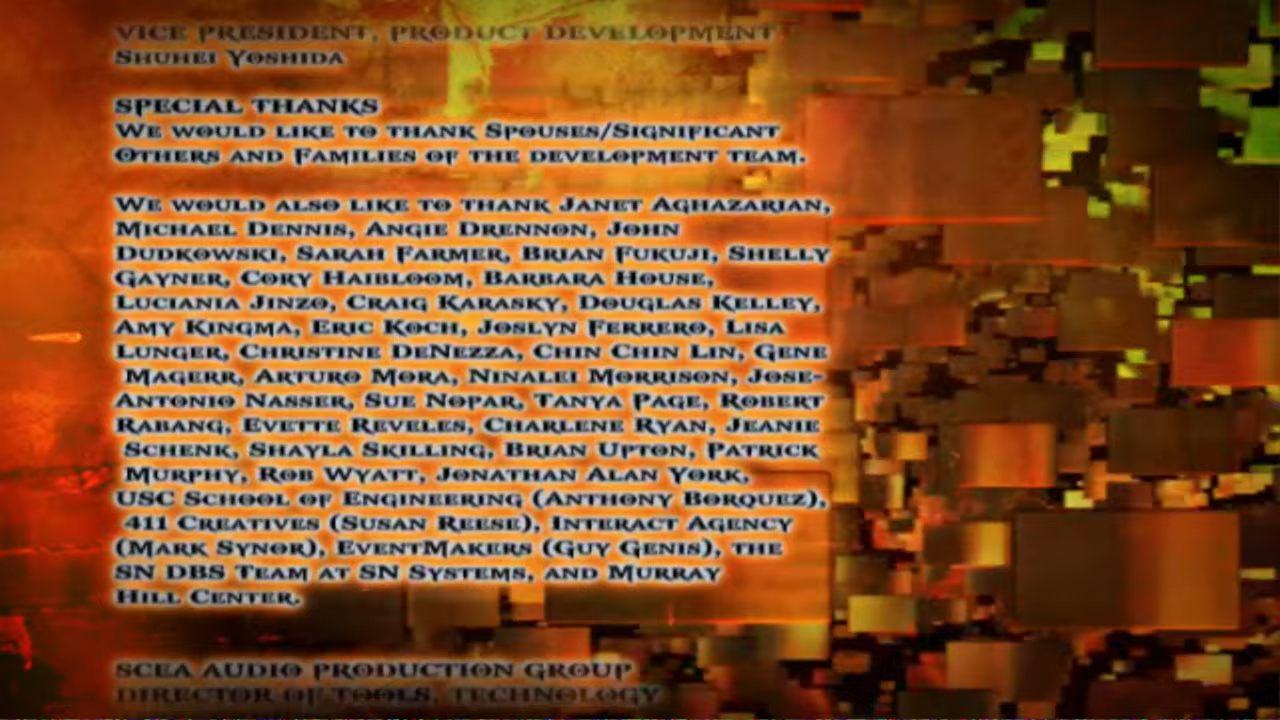 VICE PRESIDENT, PRODUCT DEVELOPMENT
SHUHEI YOSHIDA
SPECIAL THANKS
WE WOULD LIKE TO THANK SPOUSES/SIGNIFICANT
OTHERS AND FAMILIES OF THE DEVELOPMENT TEAM.
WE WOULD ALSO LIKE TO THANK JANET AGHAZARIAN,
MICHAEL DENNIS, ANGIE DRENNON, JOHN
DUDKOWSKI, SARAH FARMER, BRIAN FUKUJI, SHELLY
GAYNER, CORY HAIBLOOM, BARBARA HOUSE,
LUCIANIA JINZO, CRAIG KARASKY, DOUGLAS KELLEY,
AMY KINGMA, ERIC KOCH, JOSLYN FERRERO, LISA
LUNGER, CHRISTINE DENEZZA, CHIN CHIN LIN, GENE
MAGERR, ARTURO MORA, NINALEI MORRISON, JOSE-
ANTONIO NASSER, SUE NOPAR, TANYA PAGE, ROBERT
RABANG, EVETTE REVELES, CHARLENE RYAN, JEANIE
SCHENK, SHAYLA SKILLING, BRIAN UPTON, PATRICK
MURPHY, ROB WYATT, JONATHAN ALAN YORK,
USC SCHOOL OF ENGINEERING (ANTHONY BORQUEZ),
411 CREATIVES (SUSAN REESE), INTERACT AGENCY
(MARK SYNOR), EVENTMAKERS (GUY GENIS), THE
SN DBS TEAM AT SN SYSTEMS, AND MURRAY
HILL CENTER.
SCEA AUDIO PRODUCTION GROUP
DIRECTOR OF TOOLS, TECHNOLOGY